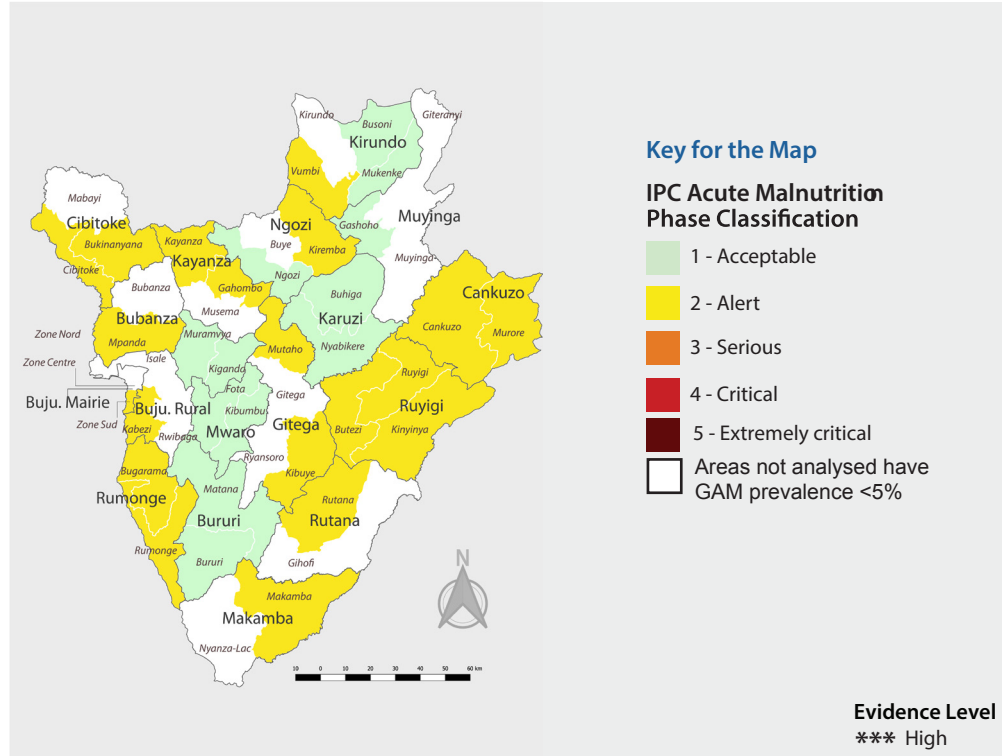 Kirundo
Giteranyi
Busoni
Kirundo
Vumbi
Mukenke
Mabayi
Cibitoke
Bukinanyana
Cibitoke
Kayanza
Kayanza
Gahombo
Ngozi
Buye
Kiremba
Ngozi
Gashoho
Muyinga
Muyinga
Bubanza
Bubanza
Musema
Mpanda
Buhiga
Karuzi
Nyabikere
Cankuzo
Cankuzo
Murore
Zone Nord
Zone Centre
Isale
Muramvya
Mutaho
Kiganda
Fota
Gitega
Ruyigi
Buju. Mairie
Buju. Rural
Kibumbu
Ruyigi
Zone Sud
Kabezi
Rwibaga
Mwaro
Gitega
Butezi
Kinyinya
Ryansoro
Bugarama
Kibuye
Rumonge
Matana
Rutana
Bururi
Rutana
Rumonge
Bururi
Gihofi
Makamba
Makamba
Nyanza-Lac
N
10 0 10 20 30 40 50 60 km
Key for the Map
IPC Acute Malnutrition
Phase Classification
1 - Acceptable
2 - Alert
3 - Serious
4 - Critical
5 - Extremely critical
Areas not analysed have
GAM prevalence <5%
Evidence Level
*** High